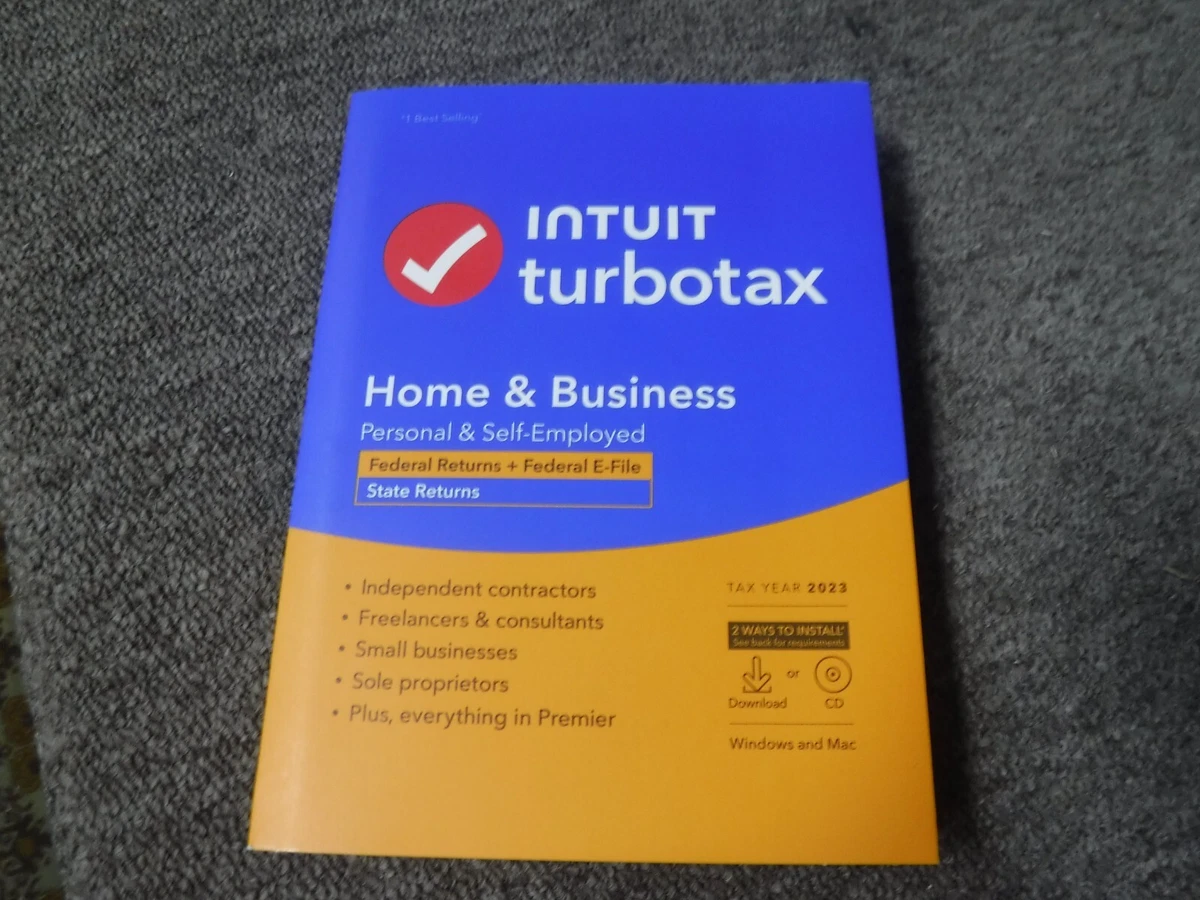 #1 Best Selling
INTUIT
turbotax
Home & Business
Personal & Self-Employed
Federal Returns + Federal E-File
State Returns
• Independent contractors
• Freelancers & consultants
• Small businesses
• Sole proprietors
• Plus, everything in Premier
TAX YEAR 2023
2 WAYS TO INSTALL*
See back for requirements
or
Download CD
Windows and Mac